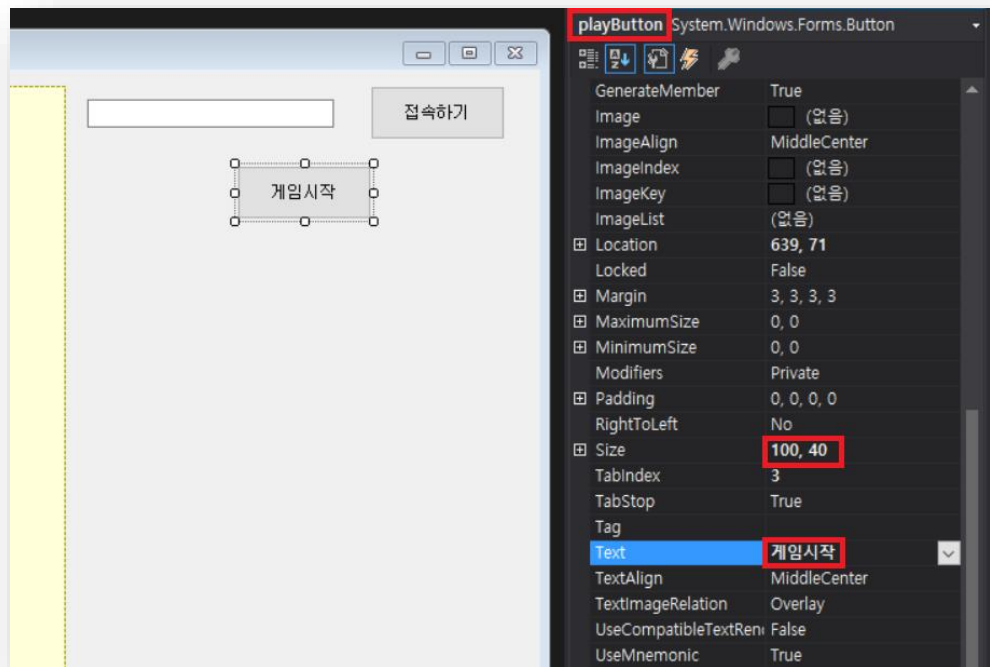 playButton System.Windows.Forms.Button
접속하기
게임시작
GenerateMember True
Image (없음)
ImageAlign MiddleCenter
ImageIndex (없음)
ImageKey (없음)
ImageList (없음)
Location 639, 71
Locked False
Margin 3, 3, 3, 3
MaximumSize 0, 0
MinimumSize 0, 0
Modifiers Private
Padding 0, 0, 0, 0
RightToLeft No
Size 100, 40
TabIndex 3
TabStop True
Tag
Text 게임시작
TextAlign MiddleCenter
TextImageRelation Overlay
UseCompatibleTextRen False
UseMnemonic True